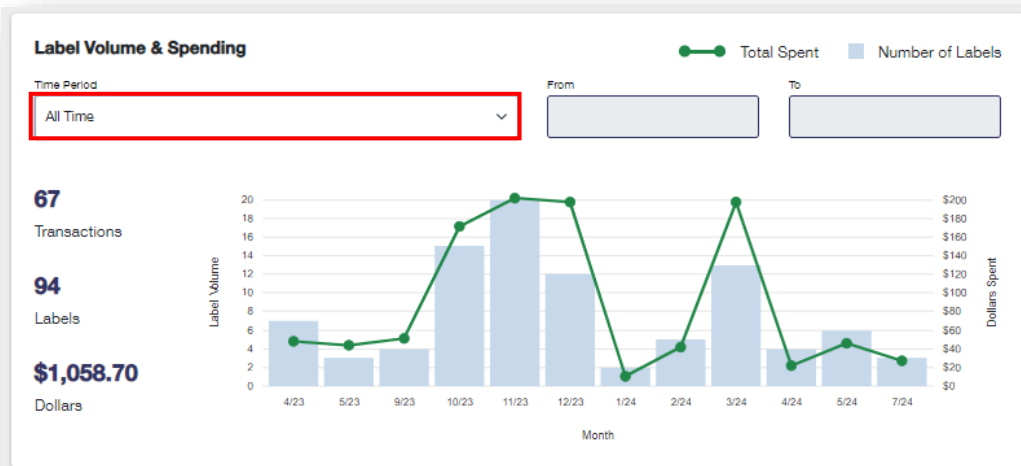 Label Volume & Spending
Total Spent
Number of Labels
Time Period
From
To
All Time
67
Transactions
94
Labels
$1,058.70
Dollars
Label Volume
20
18
16
14
12
10
8
6
4
2
0
$200
$180
$160
$140
$120
$100
$80
$60
$40
$20
$0
Dollars Spent
4/23 5/23 9/23 10/23 11/23 12/23 1/24 2/24 3/24 4/24 5/24 7/24
Month